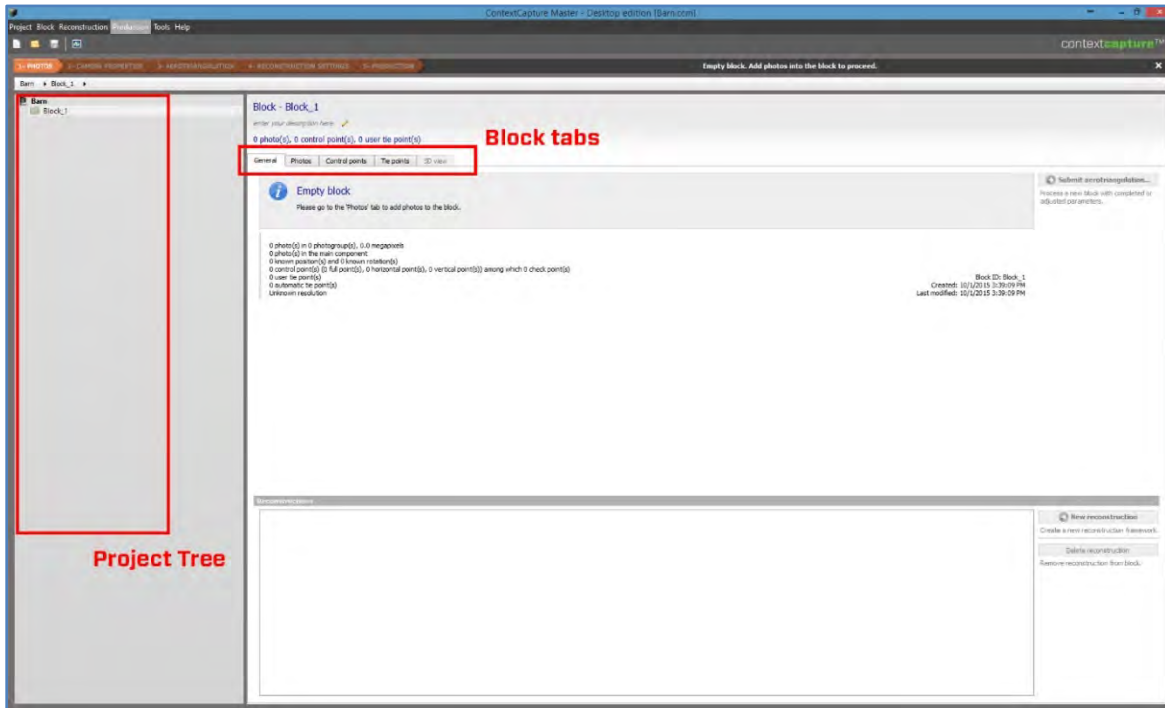 ContextCapture Master - Desktop edition [Barn.ccm]
Project Block Reconstruction Production Tools Help
contextcapture™
1- PHOTOS 2- CAMERA PROPERTIES 3- AEROTRIANGULATION 4- RECONSTRUCTION SETTINGS 5- PRODUCTION Empty block. Add photos into the block to proceed.
Barn Block_1
Barn
Block_1
Block - Block_1
enter your description here
0 photo(s), 0 control point(s), 0 user tie point(s)
Block tabs
General Photos Control points Tie points 3D view
Empty block
Please go to the 'Photos' tab to add photos to the block.
Submit aerotriangulation...
Process a new block with completed or
adjusted parameters.
0 photo(s) in 0 photogroup(s), 0.0 megapixels
0 photo(s) in the main component
0 known position(s) and 0 known rotation(s)
0 control point(s) (0 full point(s), 0 horizontal point(s), 0 vertical point(s)) among which 0 check point(s)
0 user tie point(s)
0 automatic tie point(s)
Unknown resolution
Block ID: Block_1
Created: 10/1/2015 3:39:09 PM
Last modified: 10/1/2015 3:39:09 PM
Reconstructions
New reconstruction
Create a new reconstruction framework.
Delete reconstruction
Remove reconstruction from block.
Project Tree